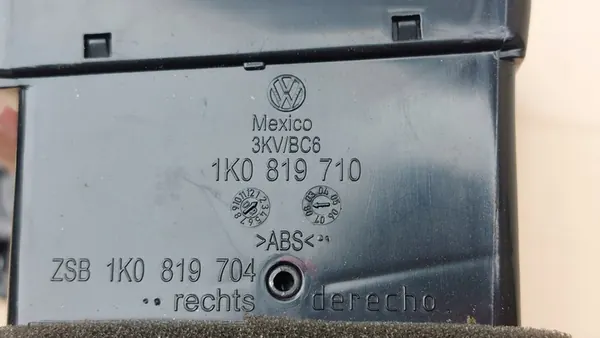 Mexico
3KV/BC6
1K0 819 710
>ABS<
ZSB 1K0 819 704
rechts derecho